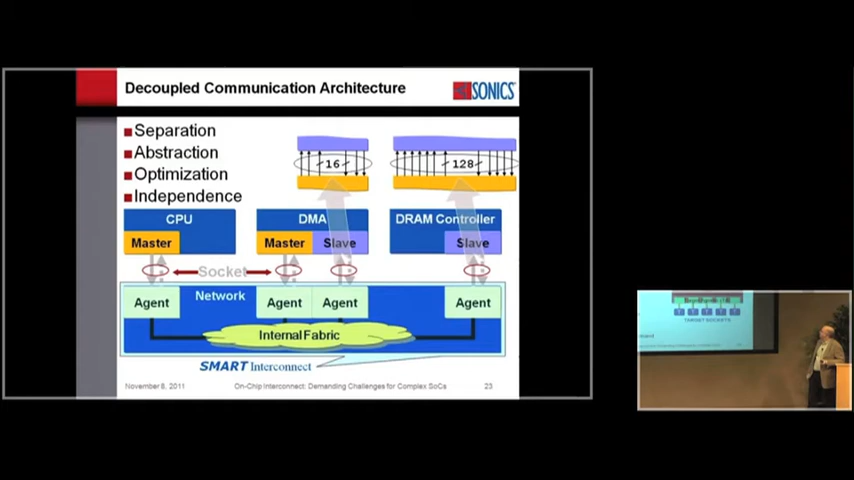 Decoupled Communication Architecture
SONICS
Separation
Abstraction
Optimization
Independence
16
128
CPU
DMA
DRAM Controller
Master
Master
Slave
Slave
Socket
Agent
Network
Agent
Agent
Agent
Internal Fabric
SMART Interconnect
November 8, 2011
On-Chip Interconnect: Demanding Challenges for Complex SoCs
23
TARGET SOCKETS